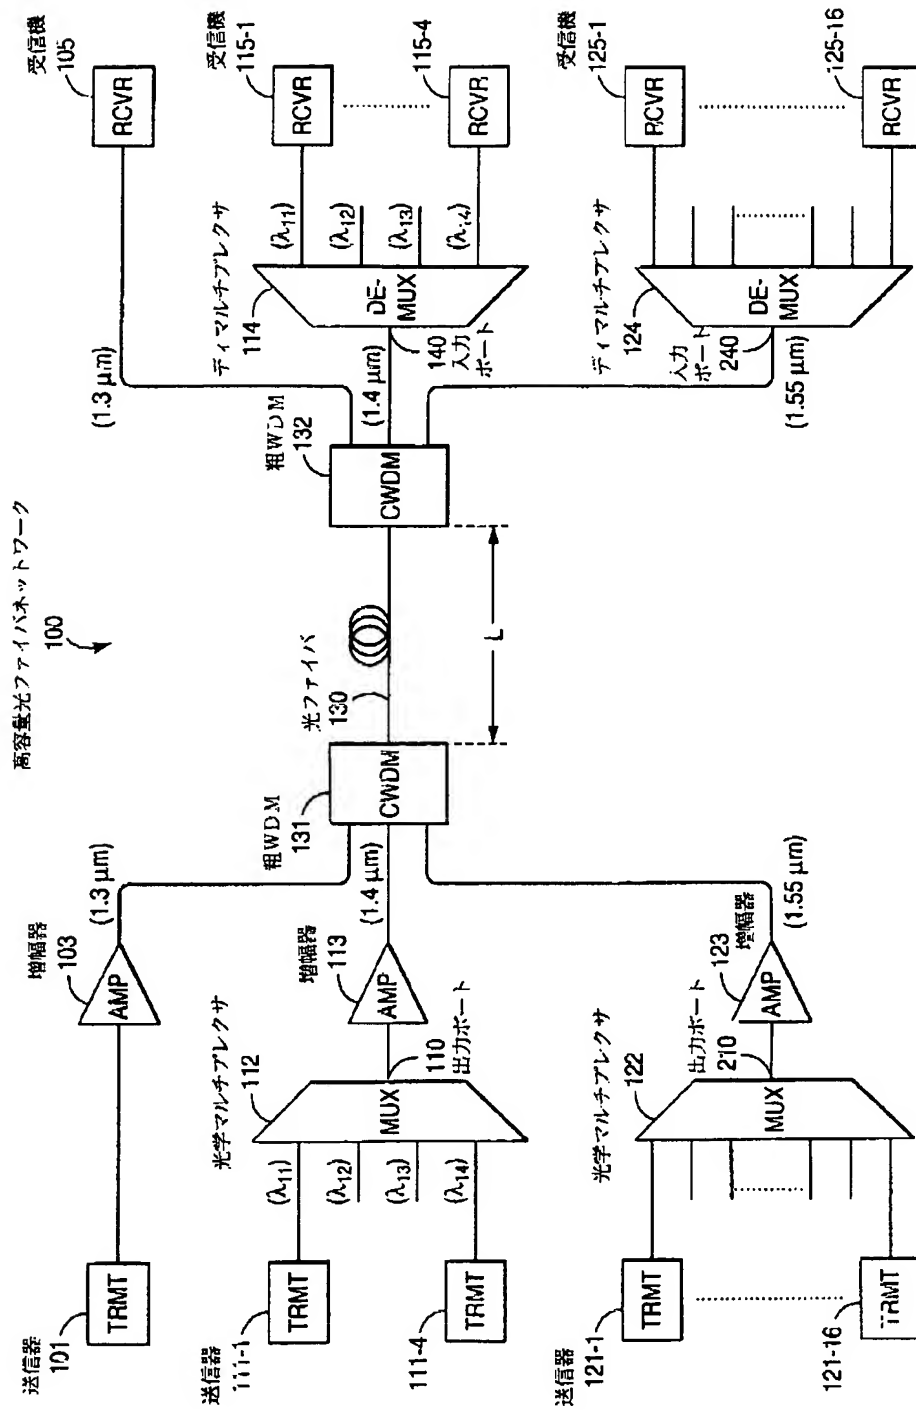 高容量光ファイバネットワーク
100
送信器
101
TRMT
増幅器
103
AMP
(1.3 μm)
受信機
105
RCVR
(1.3 μm)
送信器
111-1
TRMT
111-4
TRMT
(λ11)
(λ12)
(λ13)
(λ14)
光学マルチプレクサ
112
MUX
110
出力ポート
増幅器
113
AMP
(1.4 μm)
粗WDM
131
CWDM
光ファイバ
130
L
粗WDM
132
CWDM
(1.4 μm)
140
入力
ポート
ディマルチプレクサ
114
DE-
MUX
(λ11)
(λ12)
(λ13)
(λ14)
受信機
115-1
RCVR
115-4
RCVR
送信器
121-1
TRMT
121-16
TRMT
光学マルチプレクサ
122
MUX
出力ポート
210
123
増幅器
AMP
(1.55 μm)
(1.55 μm)
入力
ポート
240
ディマルチプレクサ
124
DE-
MUX
受信機
125-1
RCVR
125-16
RCVR